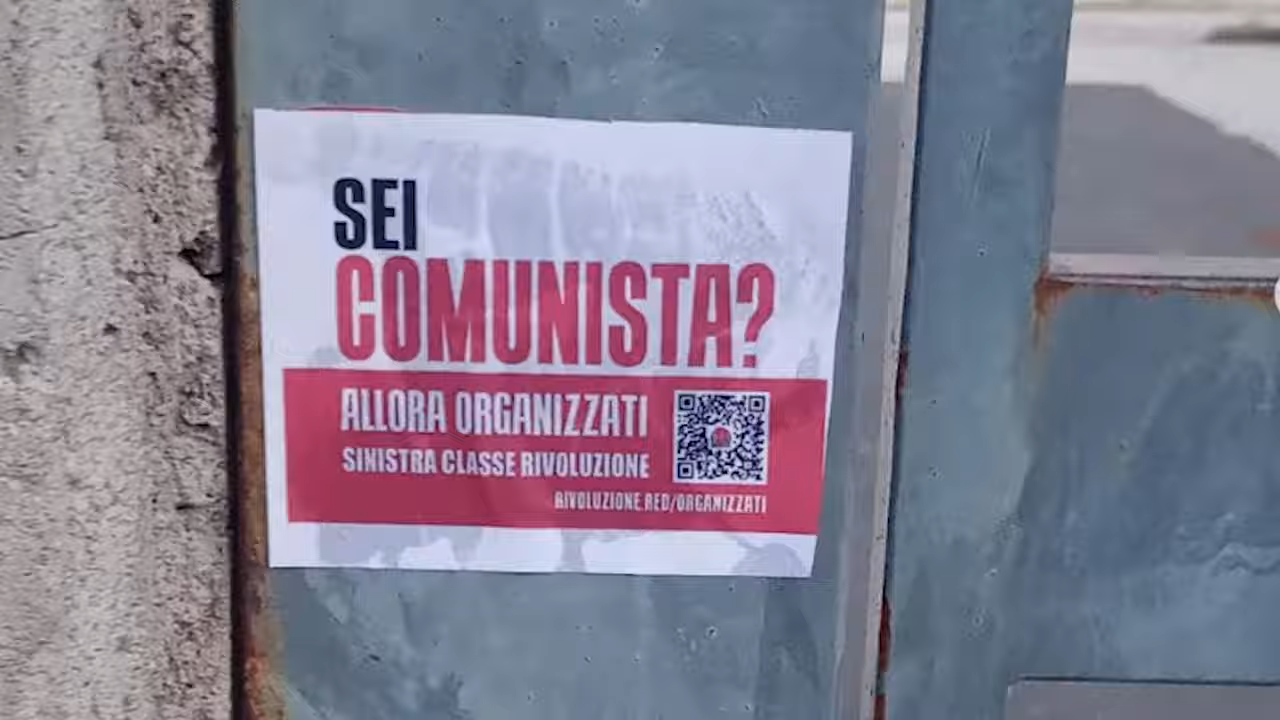 SEI
COMUNISTA?
ALLORA ORGANIZZATI
SINISTRA CLASSE RIVOLUZIONE
RIVOLUZIONE.RED/ORGANIZZATI